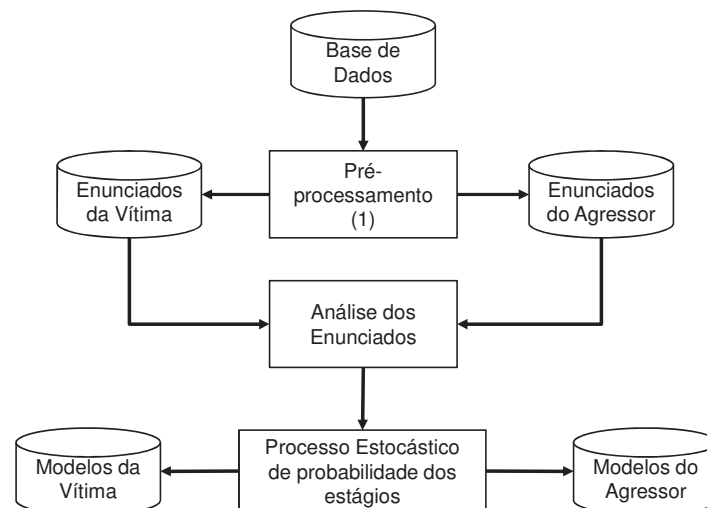 Base de
Dados
Pré-
processamento
(1)
Enunciados
da Vítima
Enunciados
do Agressor
Análise dos
Enunciados
Processo Estocástico
de probabilidade dos
estágios
Modelos da
Vítima
Modelos do
Agressor